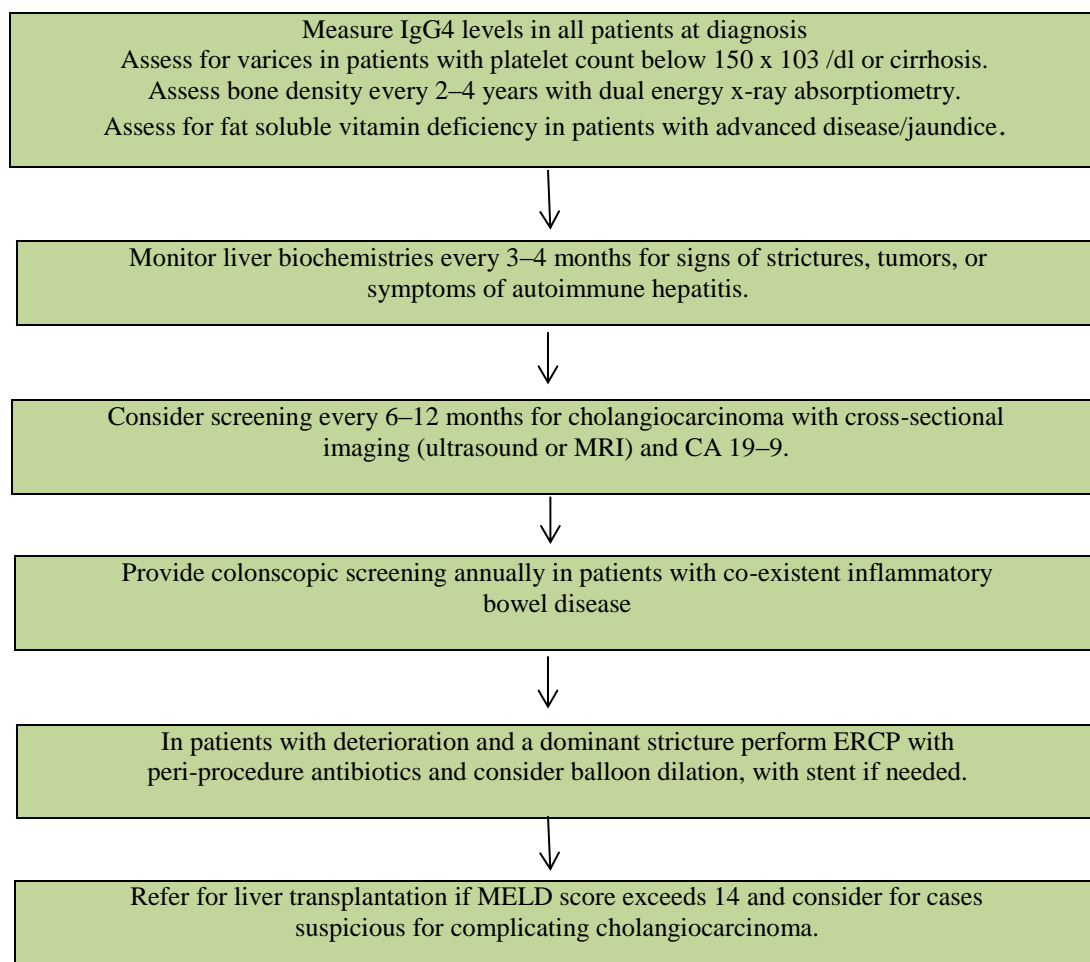 Measure IgG4 levels in all patients at diagnosis
Assess for varices in patients with platelet count below 150 x 103 /dl or cirrhosis.
Assess bone density every 2–4 years with dual energy x-ray absorptiometry.
Assess for fat soluble vitamin deficiency in patients with advanced disease/jaundice.
Monitor liver biochemistries every 3–4 months for signs of strictures, tumors, or
symptoms of autoimmune hepatitis.
Consider screening every 6–12 months for cholangiocarcinoma with cross-sectional
imaging (ultrasound or MRI) and CA 19–9.
Provide colonscopic screening annually in patients with co-existent inflammatory
bowel disease
In patients with deterioration and a dominant stricture perform ERCP with
peri-procedure antibiotics and consider balloon dilation, with stent if needed.
Refer for liver transplantation if MELD score exceeds 14 and consider for cases
suspicious for complicating cholangiocarcinoma.